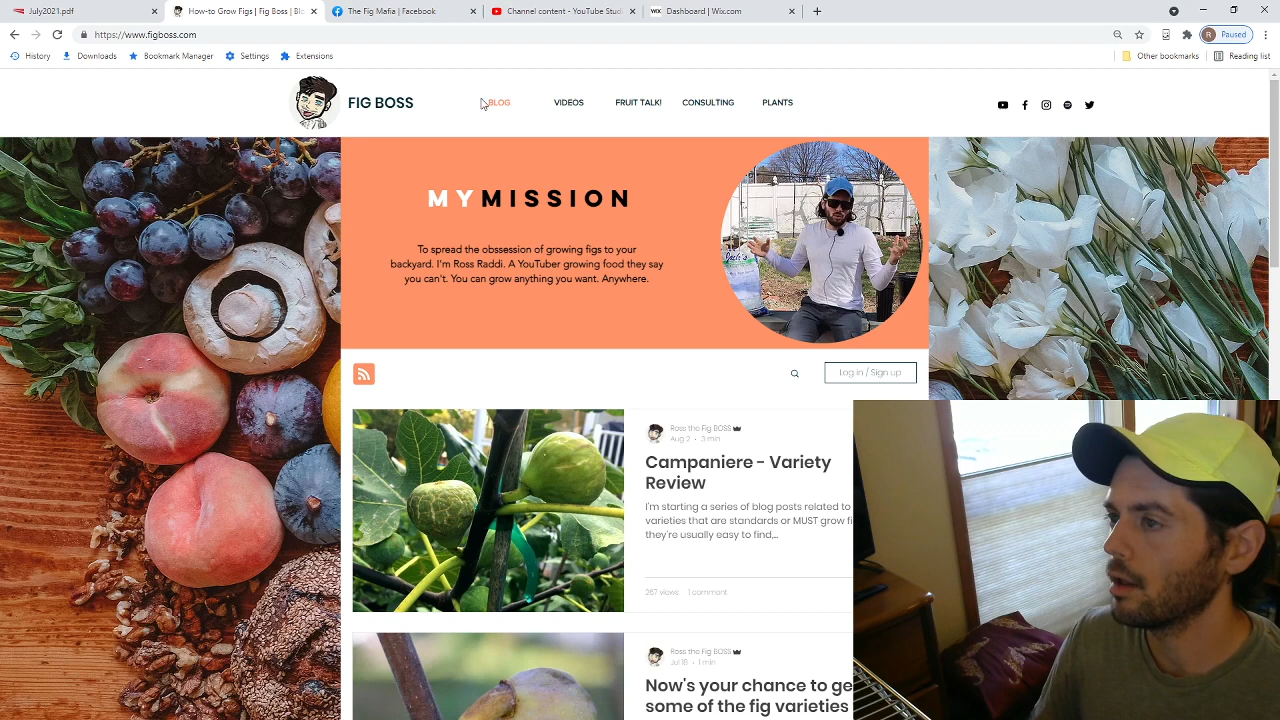 July2021.pdf
How-to Grow Figs | Fig Boss | Blo
The Fig Mafia | Facebook
Channel content - YouTube Stud
WIX
Dashboard | Wix.com
https://www.figboss.com
R Paused
History
Downloads
Bookmark Manager
Settings
Extensions
Other bookmarks
Reading list
FIG BOSS
BLOG
VIDEOS
FRUIT TALK!
CONSULTING
PLANTS
MY MISSION
To spread the obssession of growing figs to your
backyard. I'm Ross Raddi. A YouTuber growing food they say
you can't. You can grow anything you want. Anywhere.
Log in / Sign up
Ross the Fig BOSS
Aug 2 · 3 min
Campaniere - Variety
Review
I'm starting a series of blog posts related to
varieties that are standards or MUST grow fi
they're usually easy to find,...
267 views 1 comment
Ross the Fig BOSS
Jul 18 · 1 min
Now's your chance to ge
some of the fig varieties